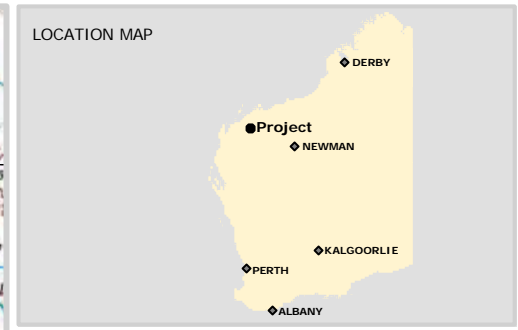 LOCATION MAP
DERBY
Project
NEWMAN
KALGOORLIE
PERTH
ALBANY